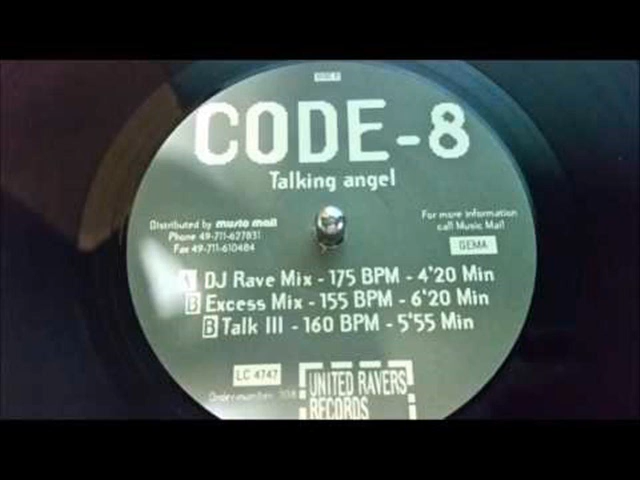 CODE-8
Talking angel
Distributed by music mail
Phone 49-711-627831
Fax 49-711-610484
For more information
call Music Mail
GEMA
A DJ Rave Mix - 175 BPM - 4'20 Min
B Excess Mix - 155 BPM - 6'20 Min
B Talk III - 160 BPM - 5'55 Min
LC 4747
Ordernumber
UNITED RAVERS
RECORDS